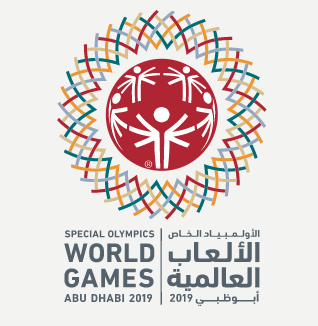 ®
SPECIAL OLYMPICS
WORLD
GAMES
ABU DHABI 2019
الأولمبياد الخاص
الألعاب
العالمية
أبوظبي 2019